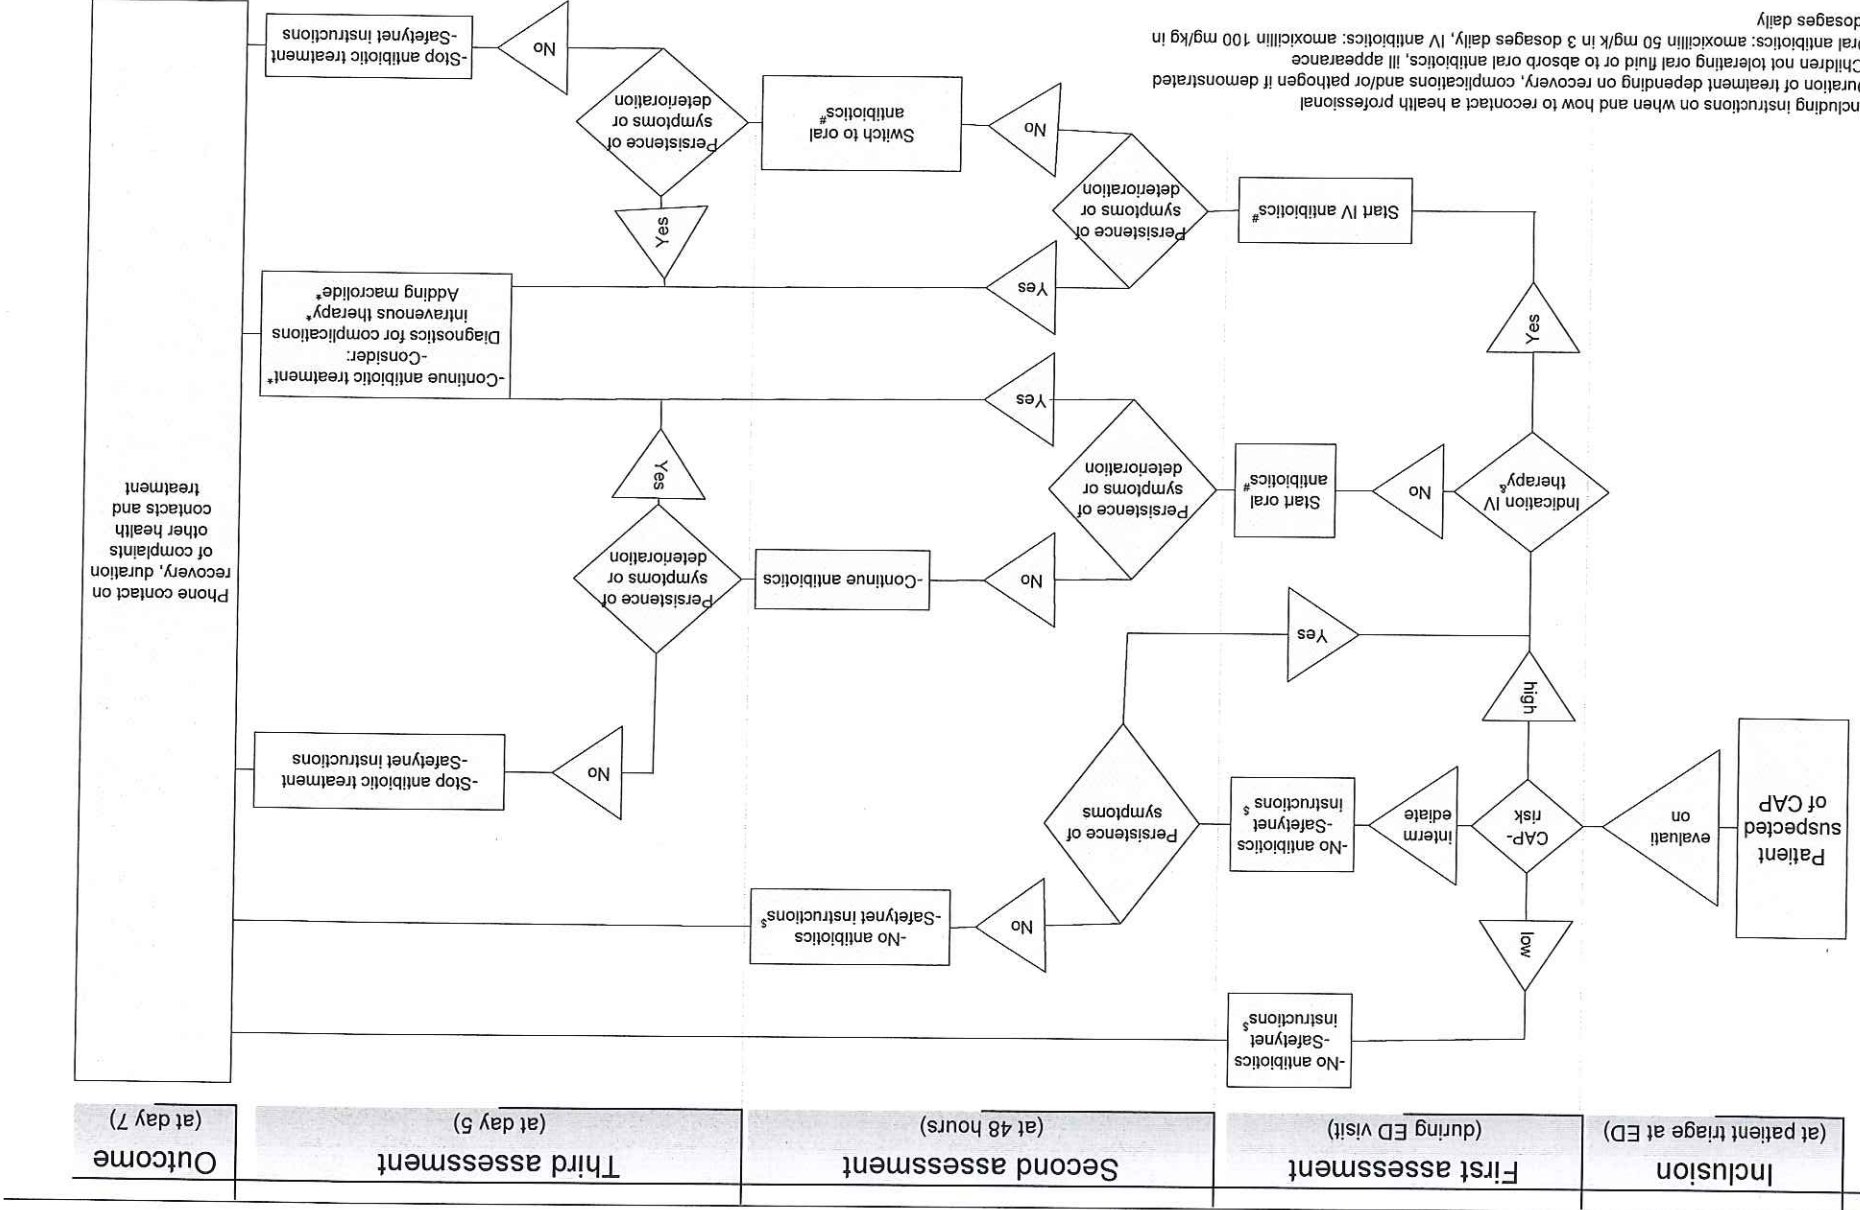 Inclusion
(at patient triage at ED)
First assessment
(during ED visit)
Second assessment
(at 48 hours)
Third assessment
(at day 5)
Outcome
(at day 7)
Patient
suspected
of CAP
evaluati
on
CAP-
risk
low
-No antibiotics
-Safetynet
instructions$
interm
ediate
-No antibiotics
-Safetynet
instructions $
Persistence of
symptoms
No
-No antibiotics
-Safetynet instructions$
Yes
high
Indication IV
therapy&
No
Start oral
antibiotics#
Persistence of
symptoms or
deterioration
No
-Continue antibiotics
Persistence of
symptoms or
deterioration
No
-Stop antibiotic treatment
-Safetynet instructions
Yes
Yes
-Continue antibiotic treatment*
-Consider:
Diagnostics for complications
intravenous therapy*
Adding macrolide*
Yes
Start IV antibiotics#
Persistence of
symptoms or
deterioration
Yes
No
Switch to oral
antibiotics#
Persistence of
symptoms or
deterioration
Yes
No
-Stop antibiotic treatment
-Safetynet instructions
Phone contact on
recovery, duration
of complaints
other health
contacts and
treatment
ncluding instructions on when and how to recontact a health professional
Duration of treatment depending on recovery, complications and/or pathogen if demonstrated
Children not tolerating oral fluid or to absorb oral antibiotics, ill appearance
Oral antibiotics: amoxicillin 50 mg/k in 3 dosages daily, IV antibiotics: amoxicillin 100 mg/kg in
dosages daily